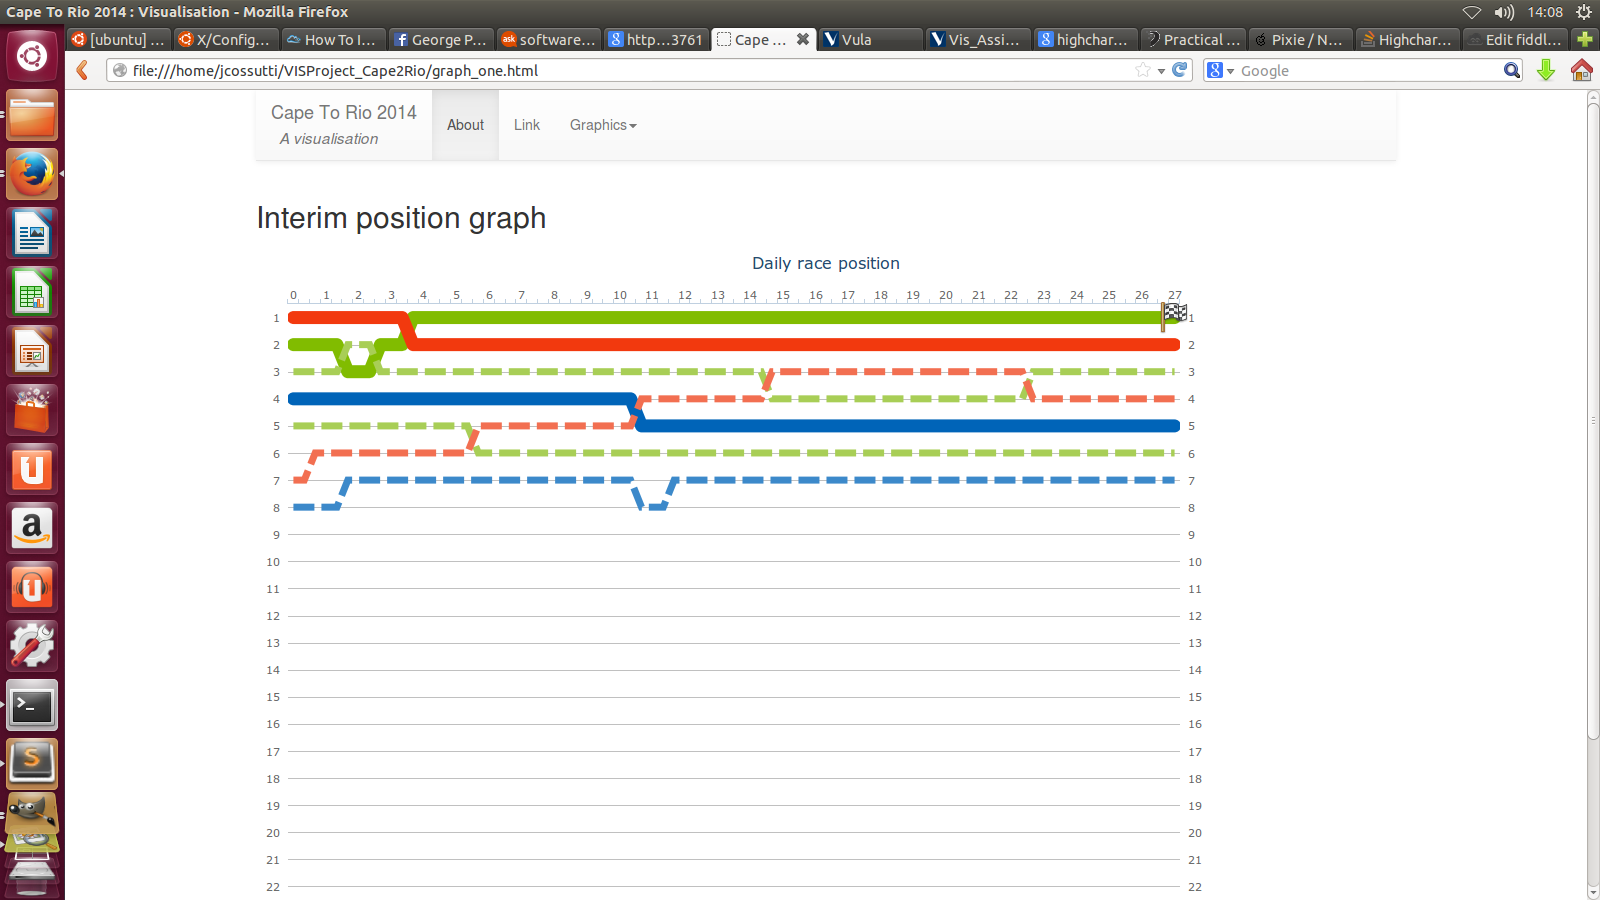 Cape To Rio 2014 : Visualisation - Mozilla Firefox
14:08
[ubuntu] ...
X/Config...
How To I...
George P...
software...
http...3761
Cape ...
Vula
Vis_Assi...
highchar...
Practical ...
Pixie / N...
Highchar...
Edit fiddl...
file:///home/jcossutti/VISProject_Cape2Rio/graph_one.html
Google
Cape To Rio 2014
A visualisation
About
Link
Graphics
Interim position graph
Daily race position
0 1 2 3 4 5 6 7 8 9 10 11 12 13 14 15 16 17 18 19 20 21 22 23 24 25 26 27
1 1
2 2
3 3
4 4
5 5
6 6
7 7
8 8
9 9
10 10
11 11
12 12
13 13
14 14
15 15
16 16
17 17
18 18
19 19
20 20
21 21
22 22